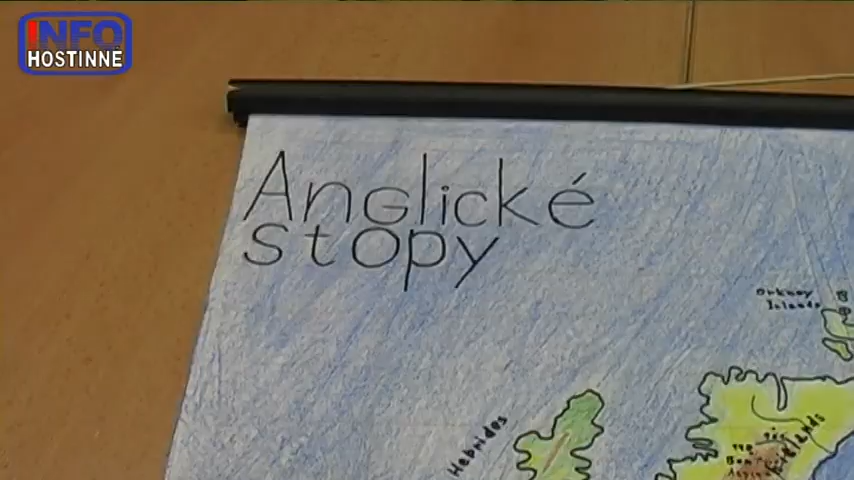 INFO
HOSTINNE
Anglické
stopy
Orkney
Islands
Hebrides